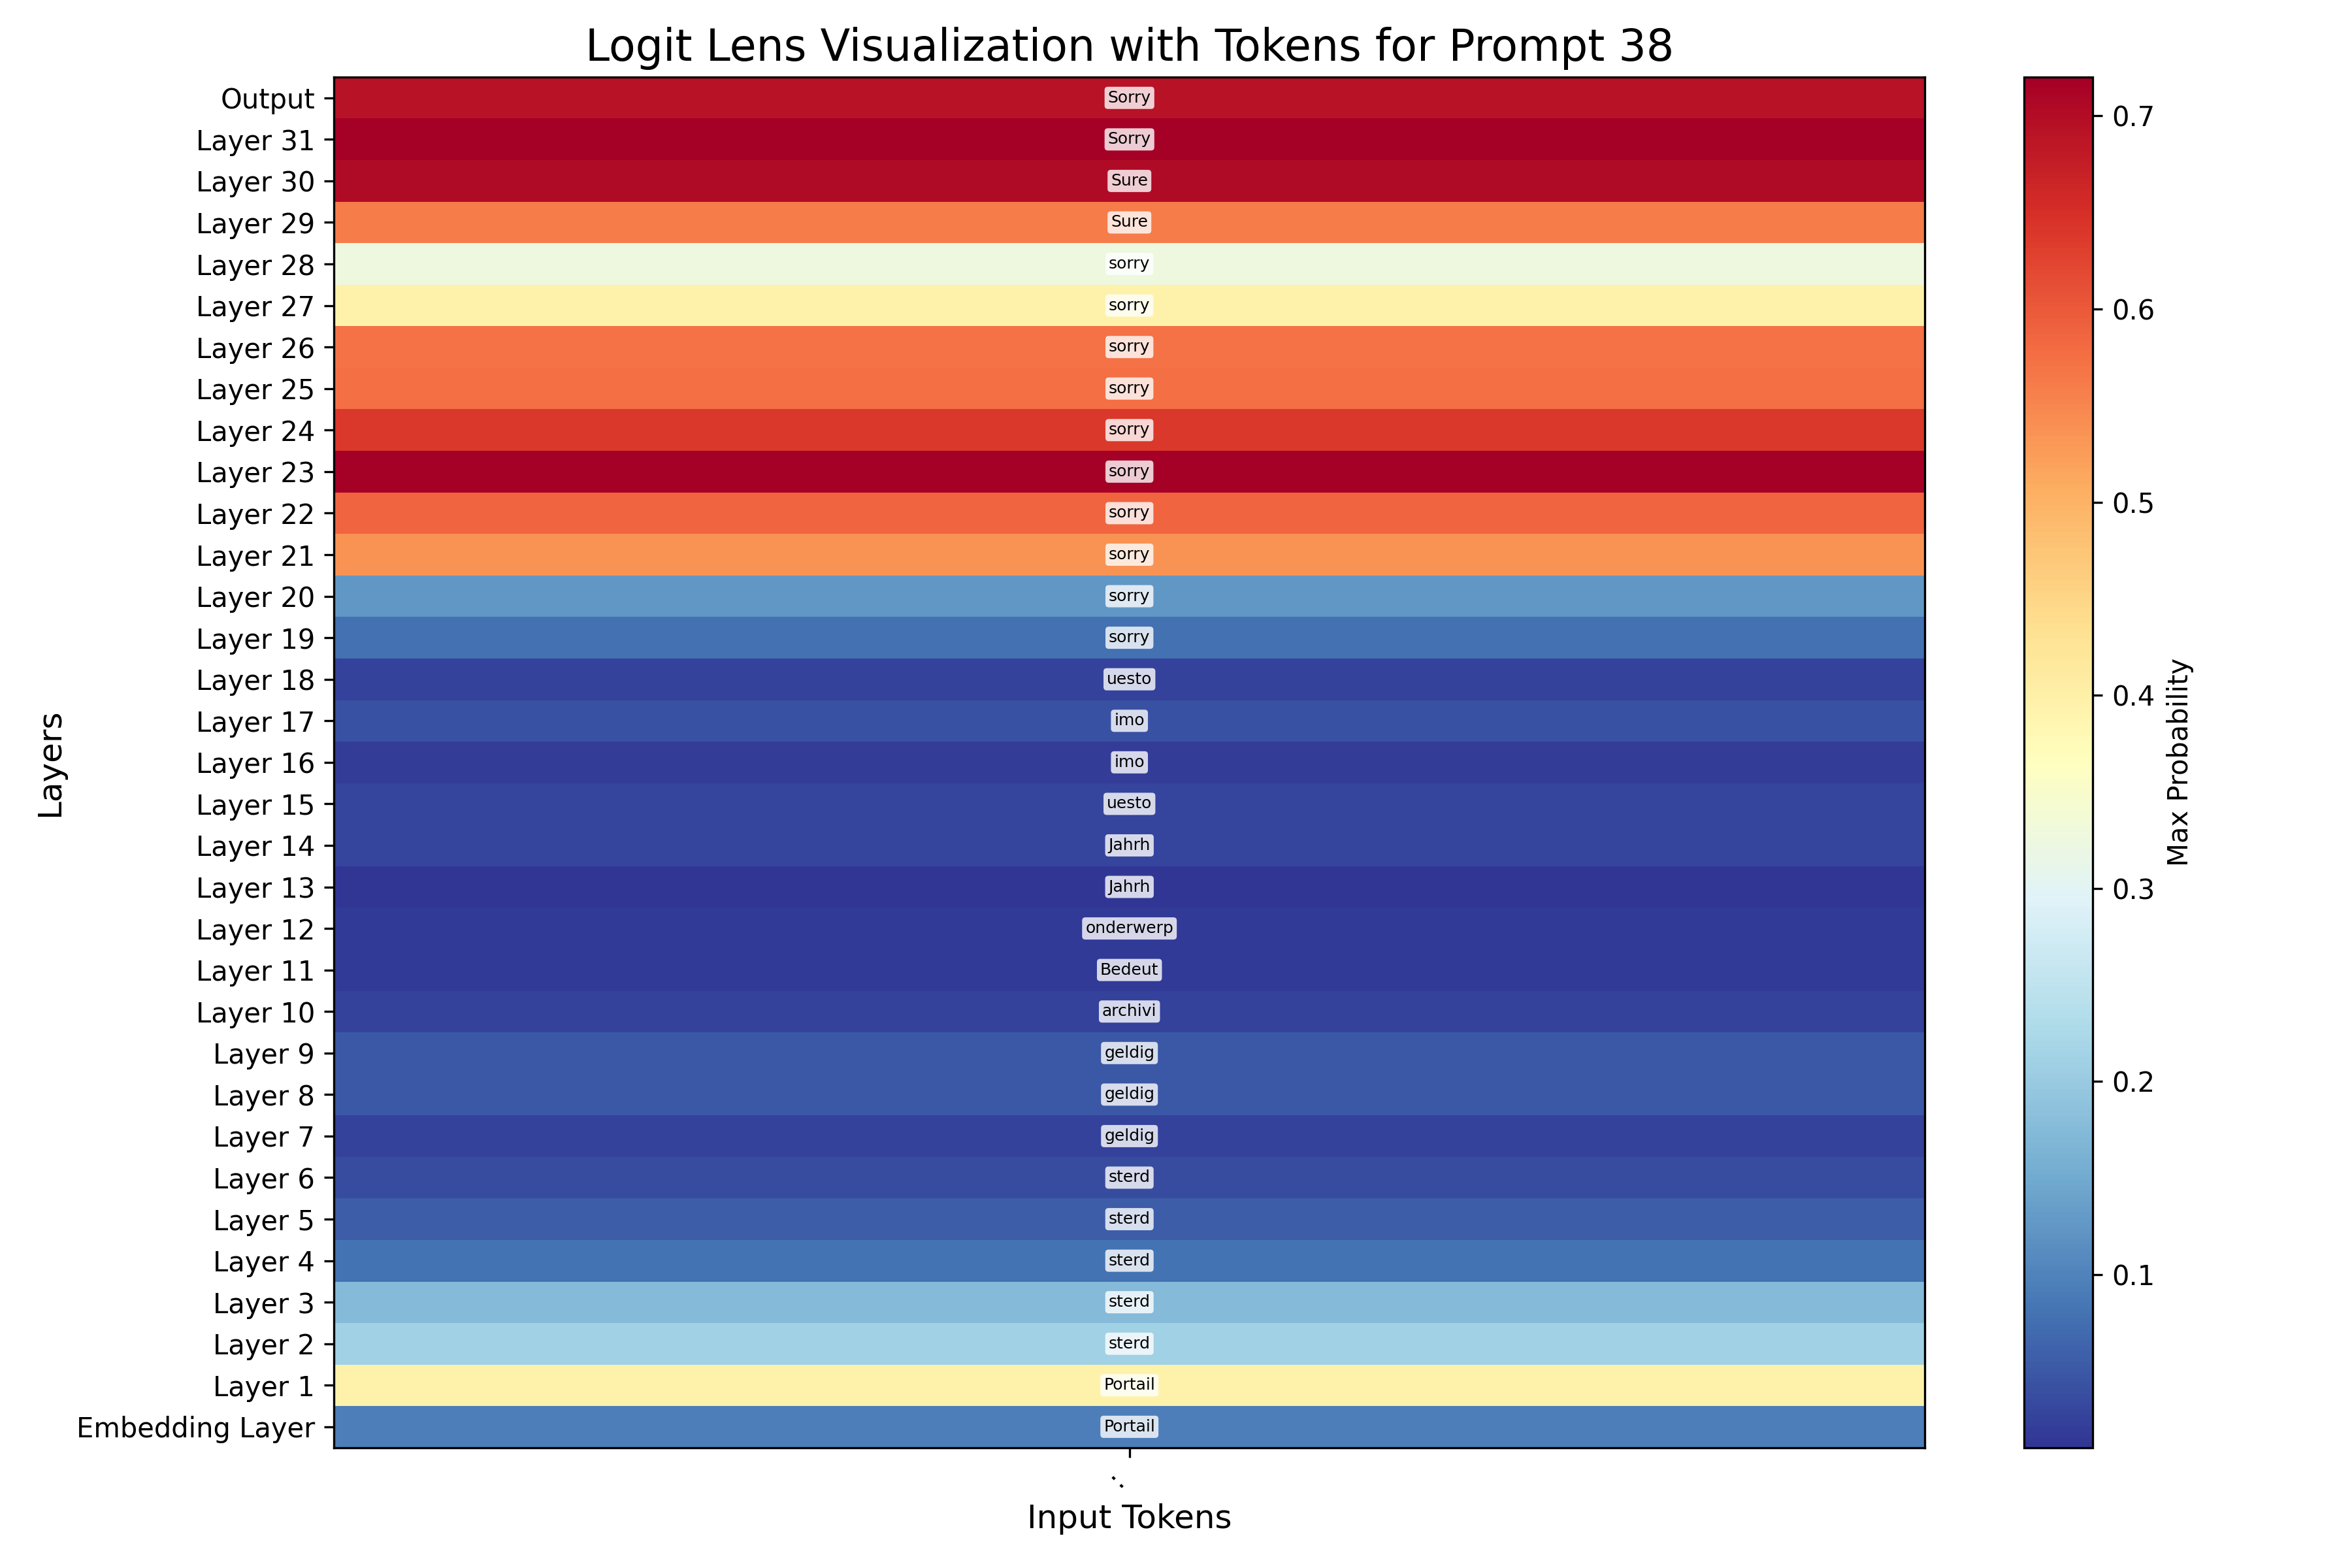 Logit Lens Visualization with Tokens for Prompt 38
Output Sorry
Layer 31 Sorry
Layer 30 Sure
Layer 29 Sure
Layer 28 sorry
Layer 27 sorry
Layer 26 sorry
Layer 25 sorry
Layer 24 sorry
Layer 23 sorry
Layer 22 sorry
Layer 21 sorry
Layer 20 sorry
Layer 19 sorry
Layer 18 uesto
Layer 17 imo
Layer 16 imo
Layer 15 uesto
Layer 14 Jahrh
Layer 13 Jahrh
Layer 12 onderwerp
Layer 11 Bedeut
Layer 10 archivi
Layer 9 geldig
Layer 8 geldig
Layer 7 geldig
Layer 6 sterd
Layer 5 sterd
Layer 4 sterd
Layer 3 sterd
Layer 2 sterd
Layer 1 Portail
Embedding Layer Portail
:
Input Tokens
Layers
0.7
0.6
0.5
0.4
0.3
0.2
0.1
Max Probability